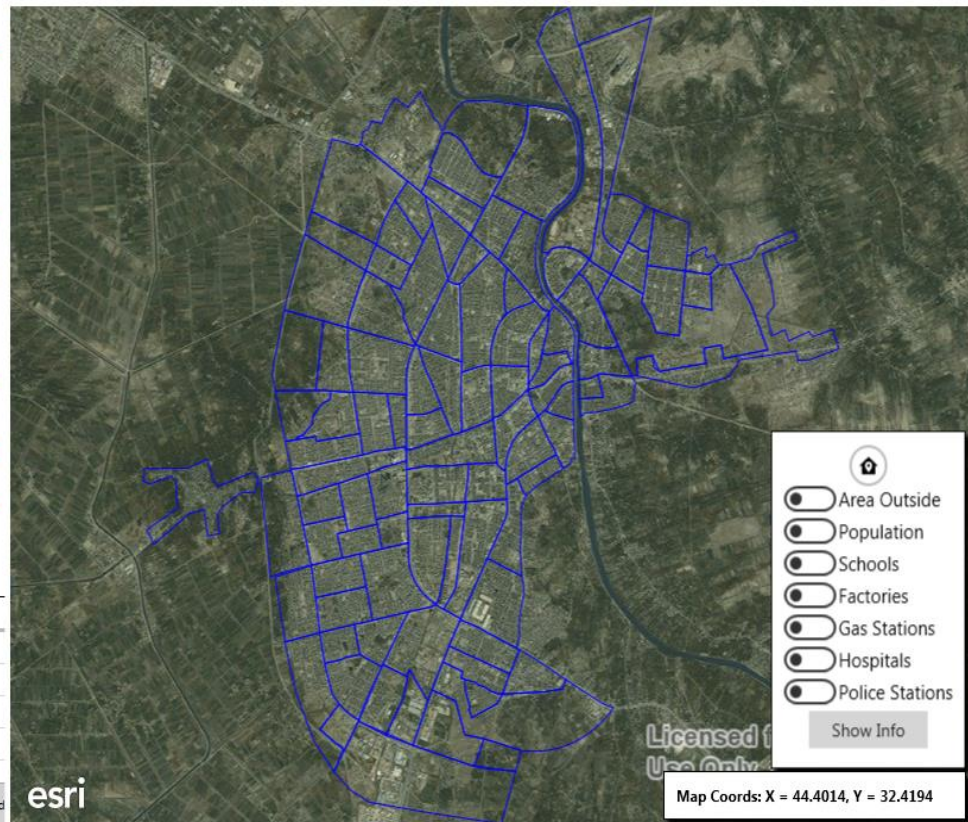 Area Outside
Population
Schools
Factories
Gas Stations
Hospitals
Police Stations
Show Info
Licensed
Use Only
esri
Map Coords: X = 44.4014, Y = 32.4194